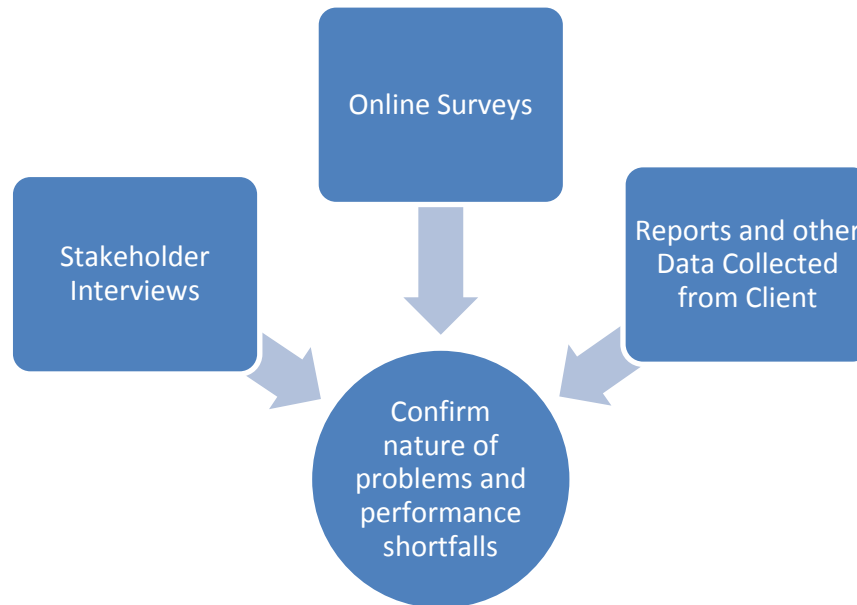 Online Surveys
Stakeholder
Interviews
Reports and other
Data Collected
from Client
Confirm
nature of
problems and
performance
shortfalls